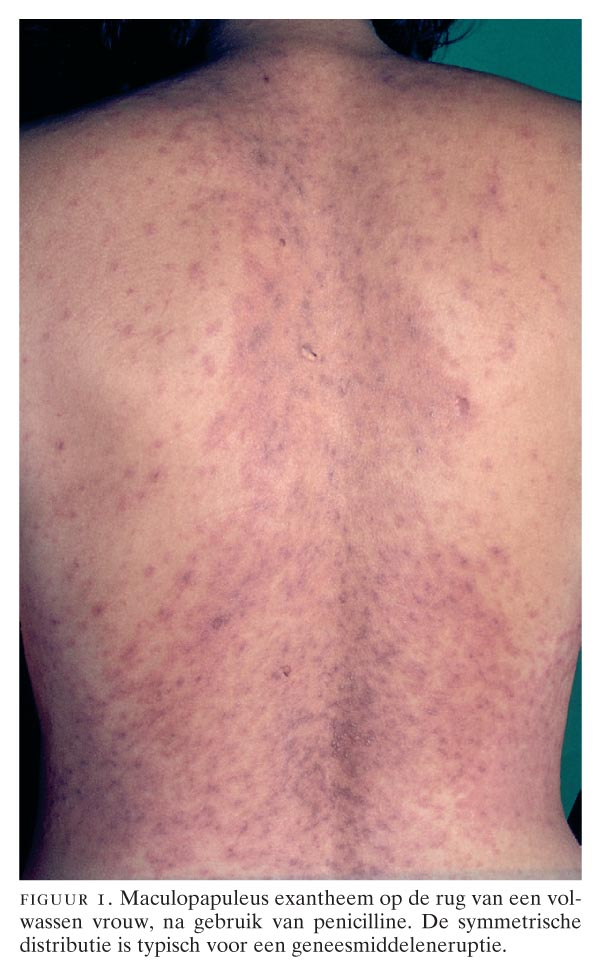 FIGUUR 1. Maculopapuleus exantheem op de rug van een vol-
wassen vrouw, na gebruik van penicilline. De symmetrische
distributie is typisch voor een geneesmiddeleneruptie.